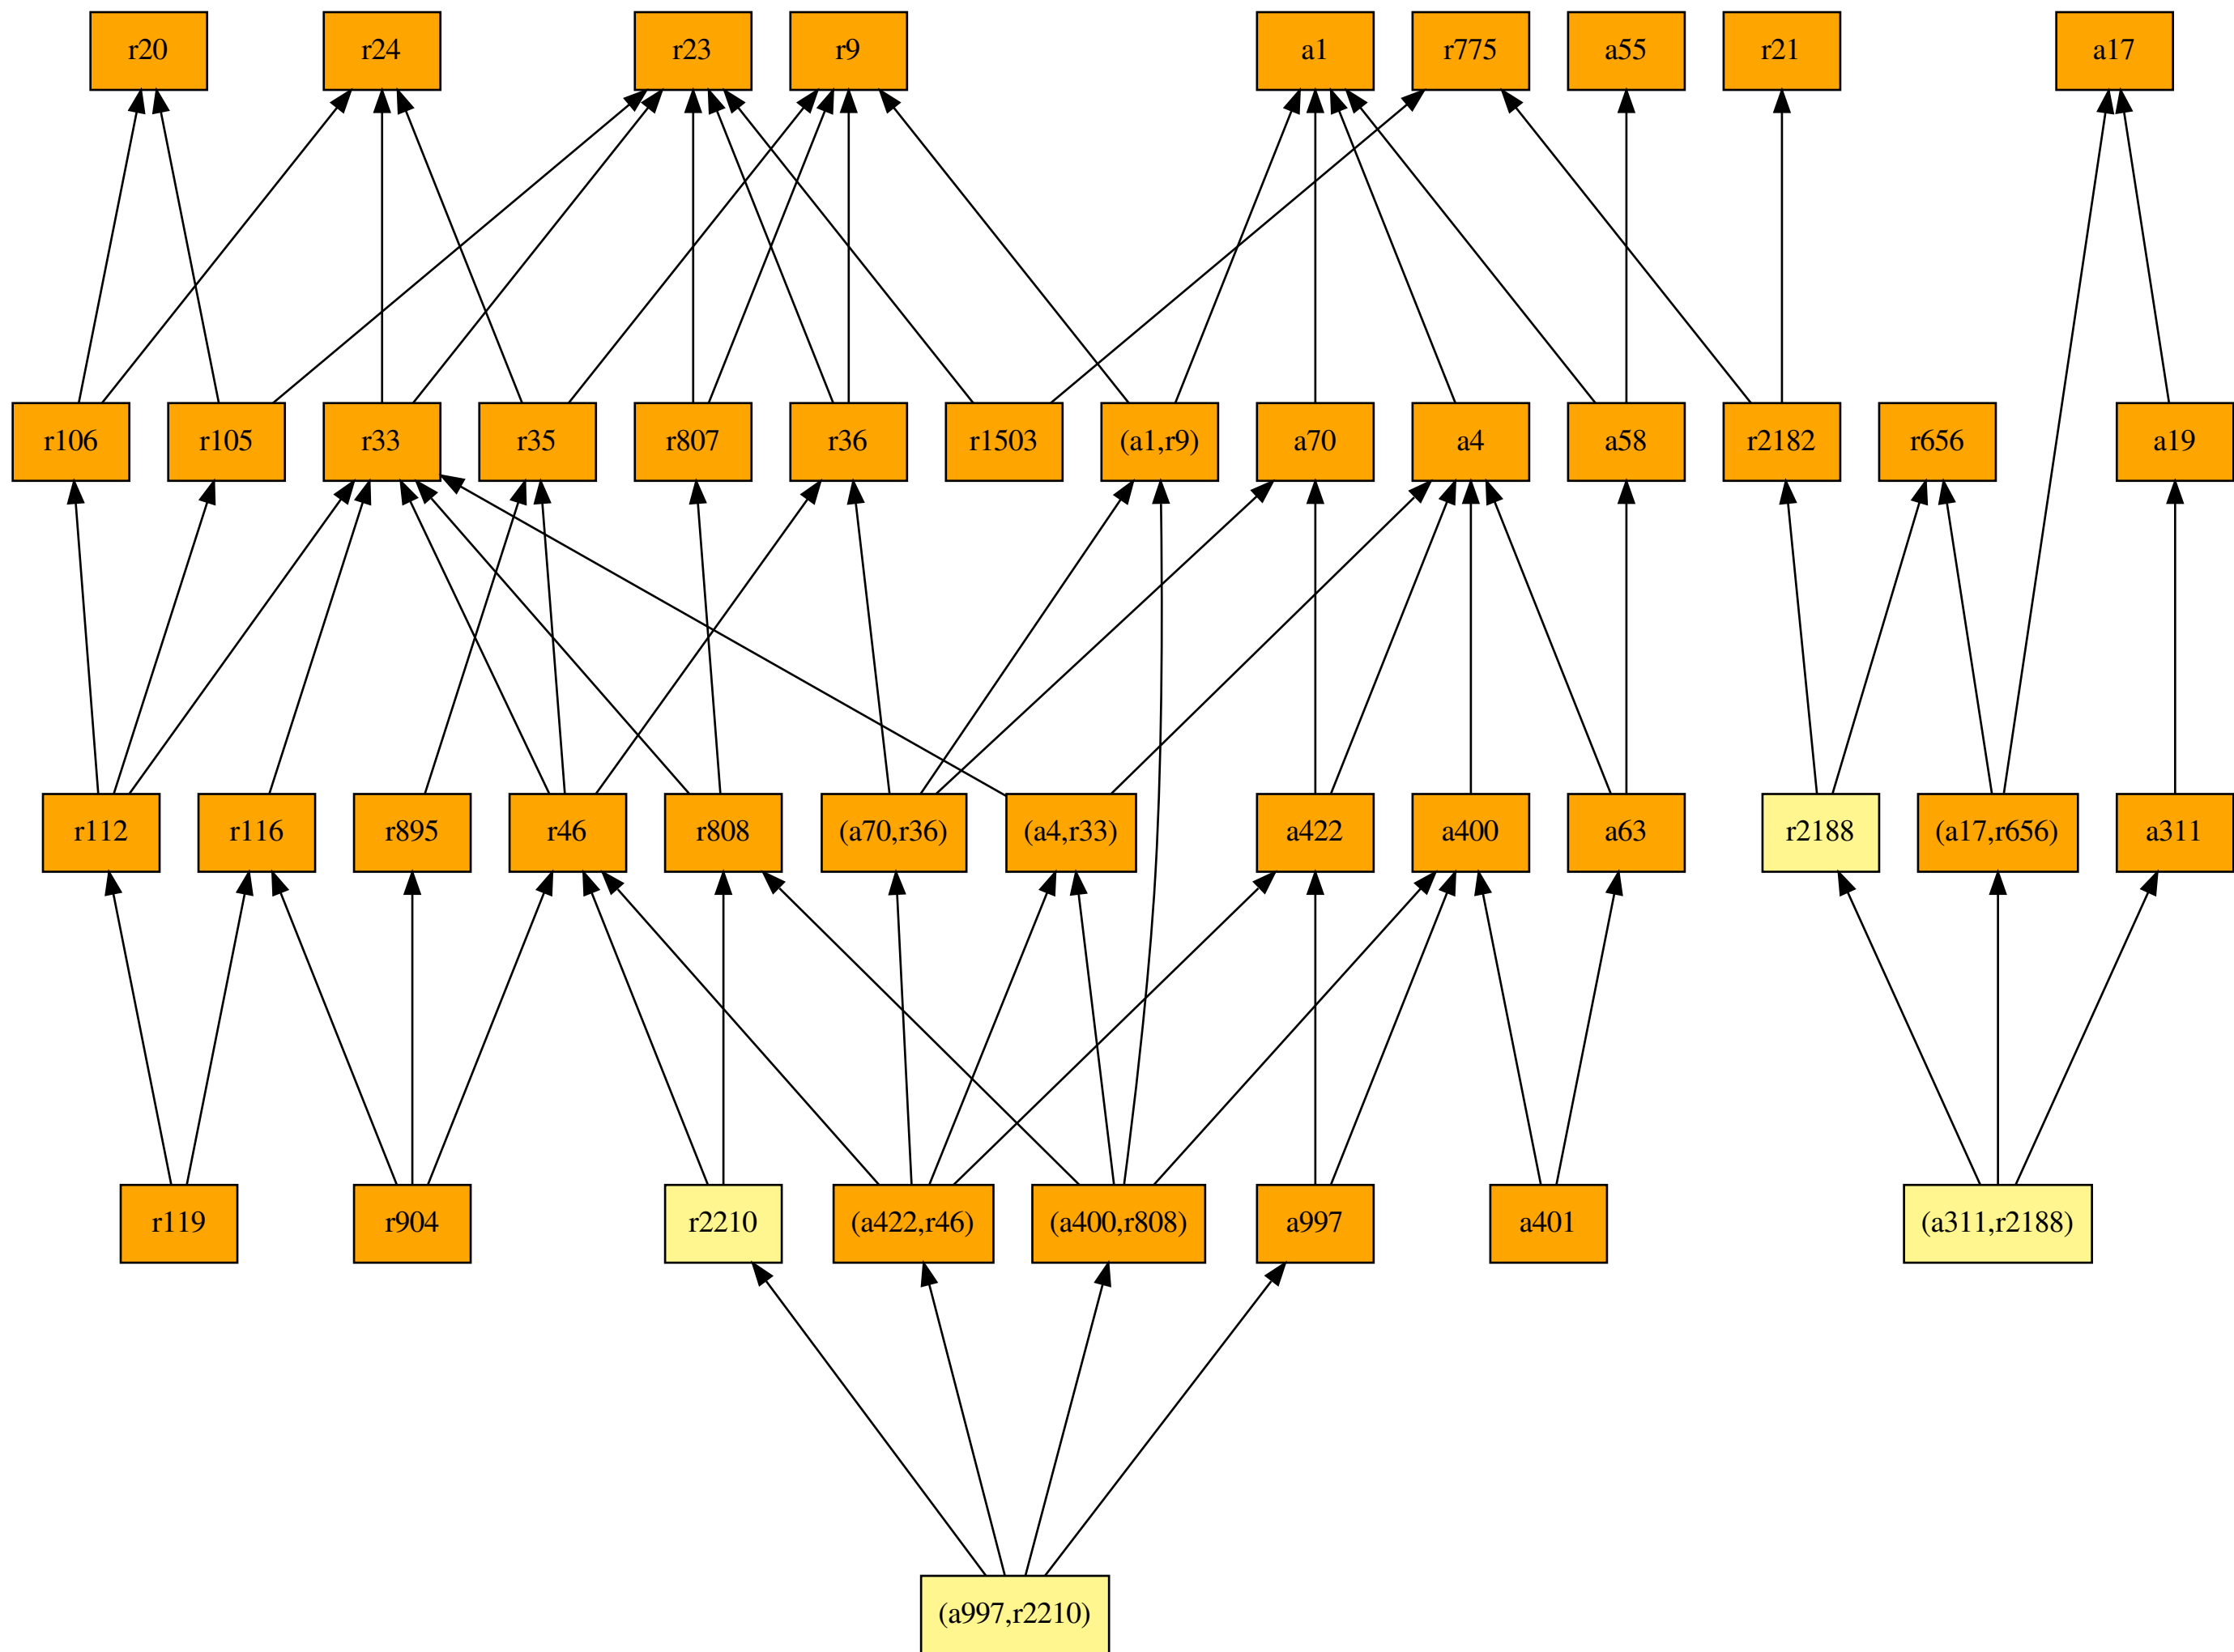 r20
r24
r23
r9
a1
r775
a55
r21
a17
r106
r105
r33
r35
r807
r36
r1503
(a1,r9)
a70
a4
a58
r2182
r656
a19
r112
r116
r895
r46
r808
(a70,r36)
(a4,r33)
a422
a400
a63
r2188
(a17,r656)
a311
r119
r904
r2210
(a422,r46)
(a400,r808)
a997
a401
(a311,r2188)
(a997,r2210)